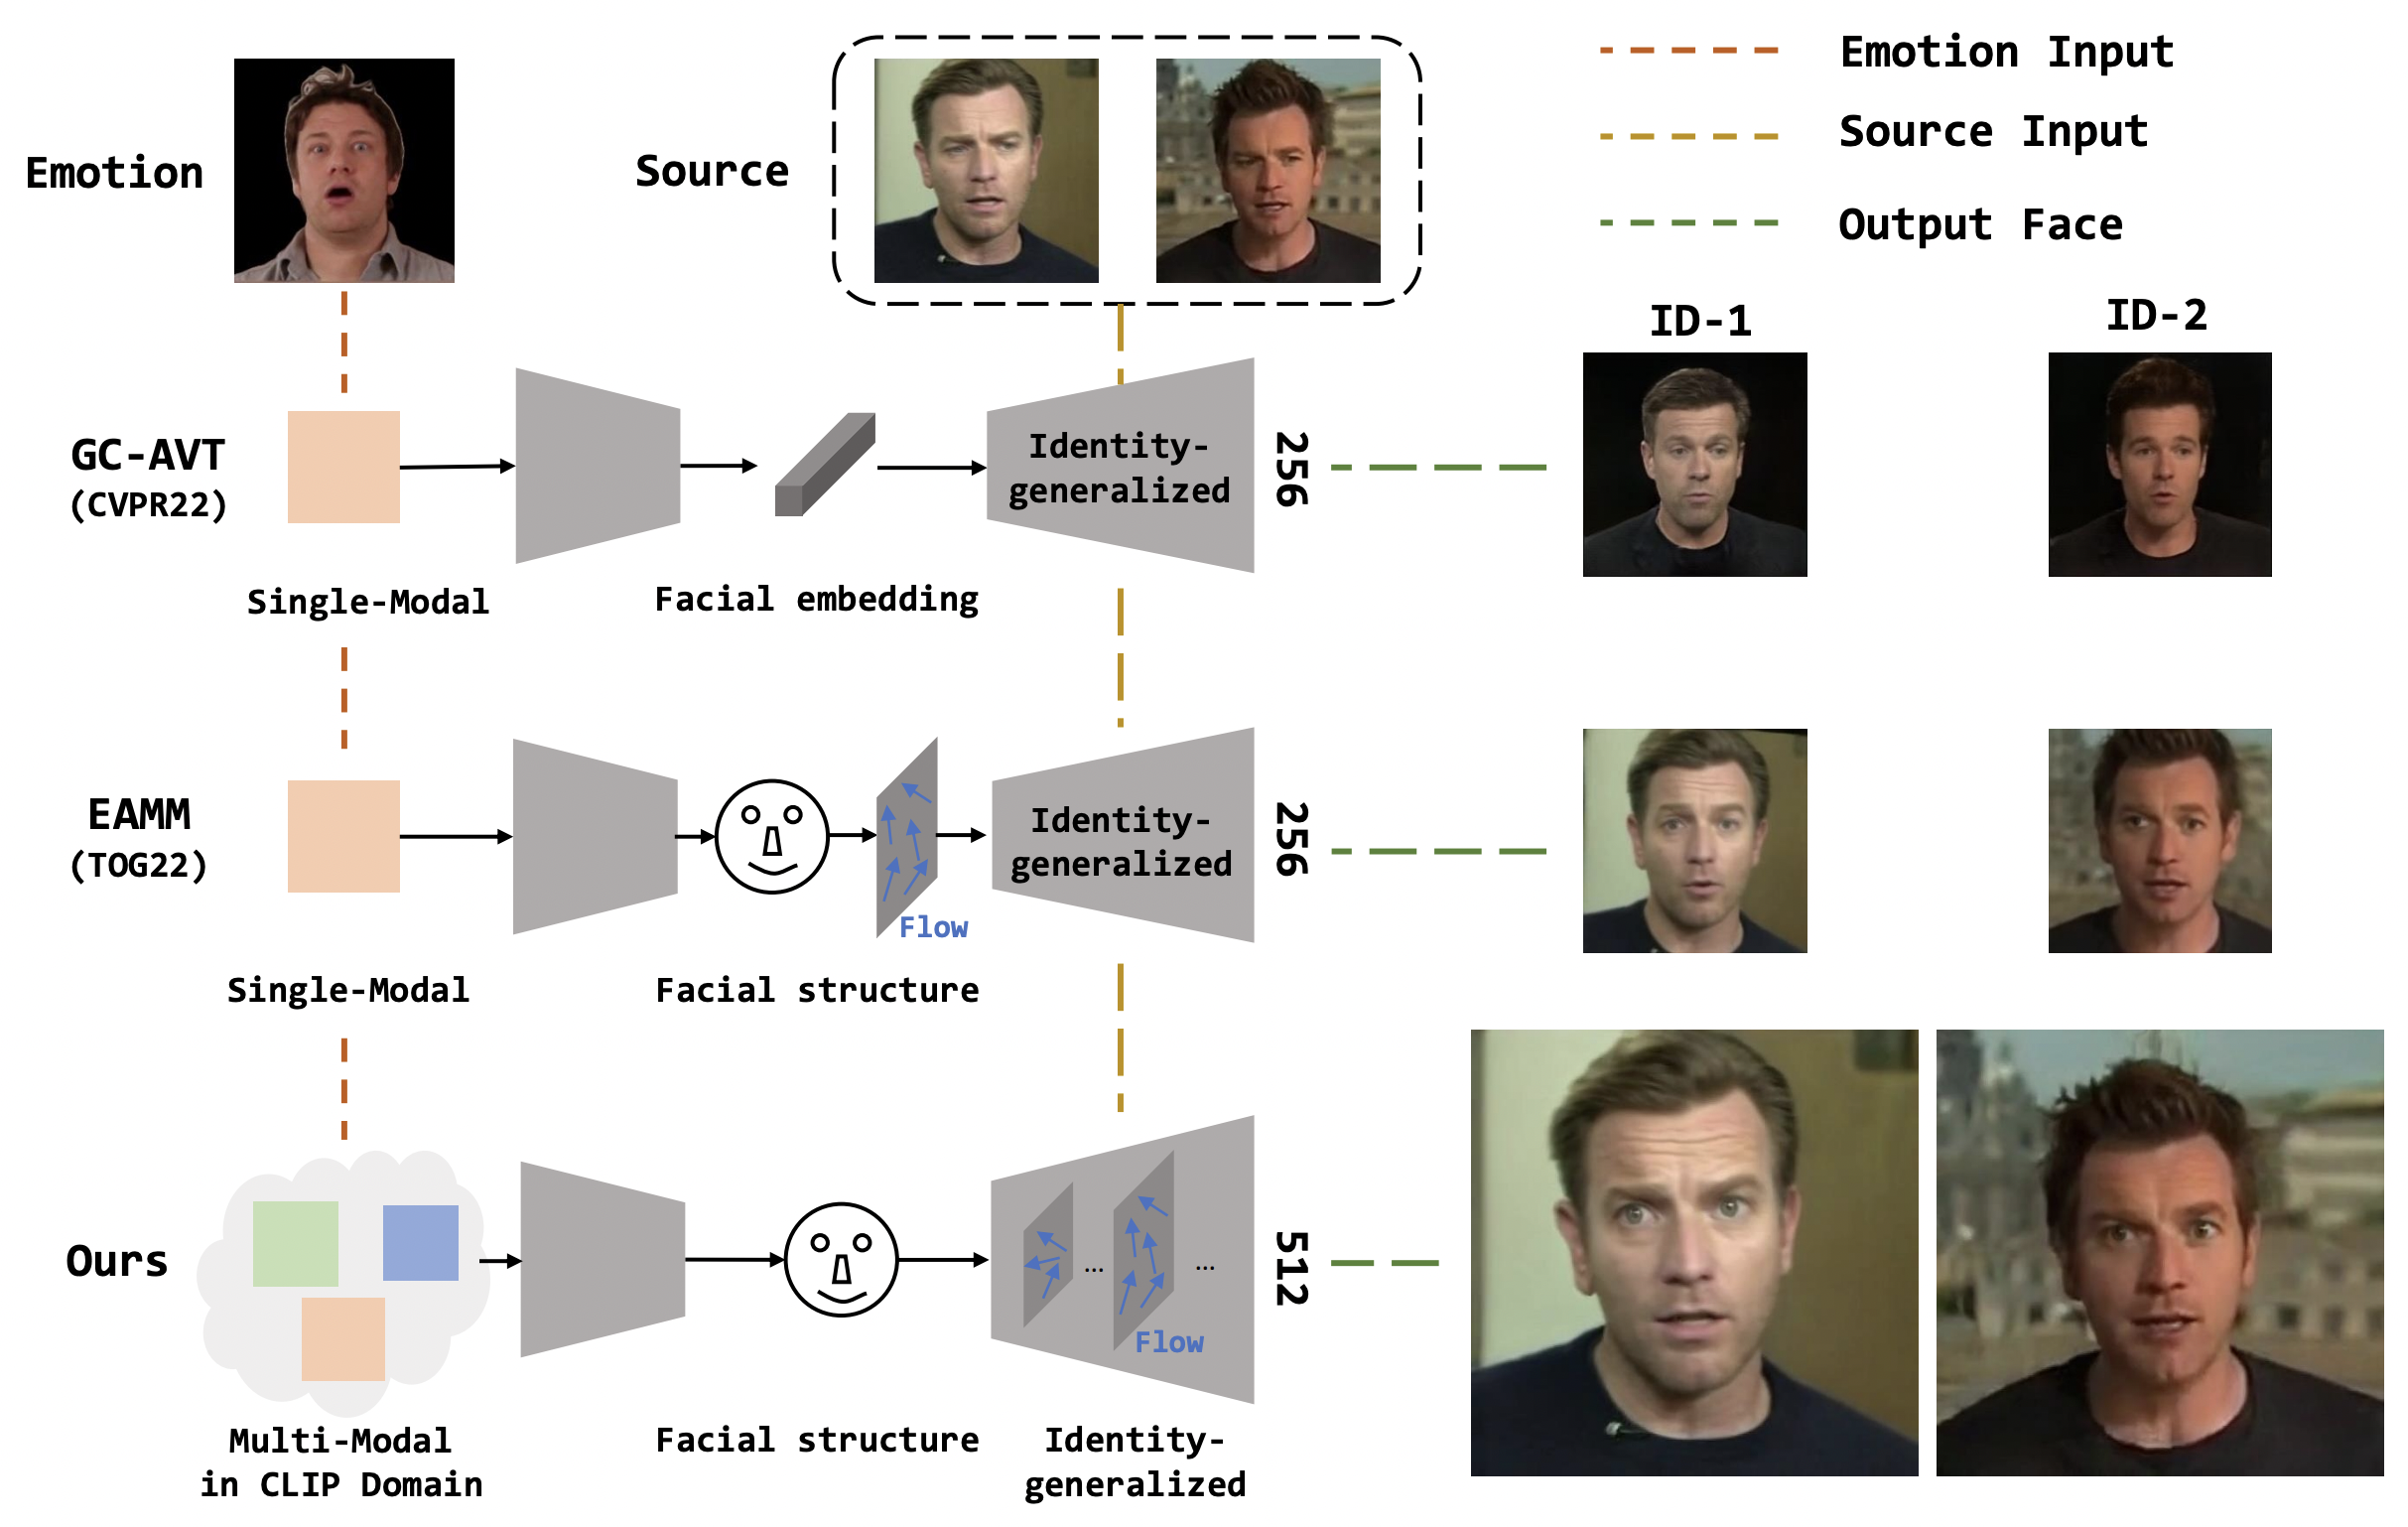 Emotion
Source
Emotion Input
Source Input
Output Face
ID-1
ID-2
GC-AVT
(CVPR22)
Identity-
generalized
256
Single-Modal
Facial embedding
EAMM
(TOG22)
Flow
Identity-
generalized
256
Single-Modal
Facial structure
Ours
...
...
Flow
512
Multi-Modal
in CLIP Domain
Facial structure
Identity-
generalized